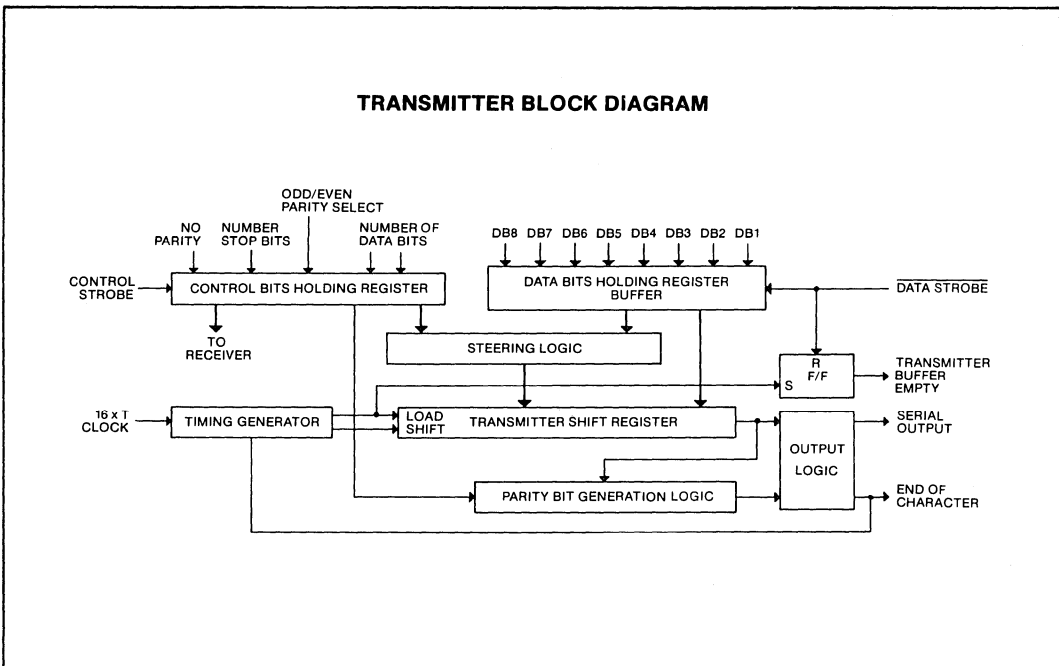 TRANSMITTER BLOCK DIAGRAM
ODD/EVEN
PARITY SELECT
NO
PARITY
NUMBER
STOP BITS
NUMBER OF
DATA BITS
DB8 DB7 DB6 DB5 DB4 DB3 DB2 DB1
CONTROL
STROBE
CONTROL BITS HOLDING REGISTER
DATA BITS HOLDING REGISTER
BUFFER
DATA STROBE
TO
RECEIVER
STEERING LOGIC
R
F/F
S
TRANSMITTER
BUFFER
EMPTY
16 x T
CLOCK
TIMING GENERATOR
LOAD
SHIFT
TRANSMITTER SHIFT REGISTER
OUTPUT
LOGIC
SERIAL
OUTPUT
PARITY BIT GENERATION LOGIC
END OF
CHARACTER